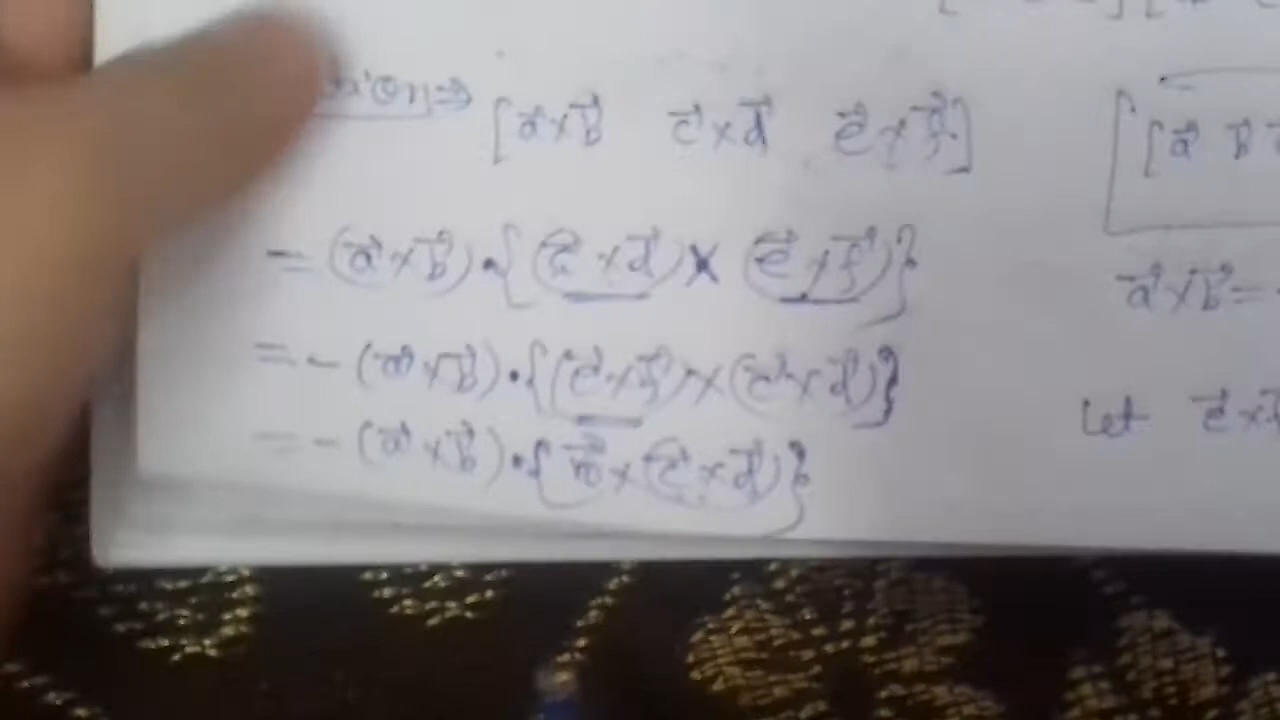 [a⃗×b⃗ c⃗×d⃗ e⃗×f⃗]
[a⃗ b⃗
= (a⃗×b⃗)·{(c⃗×d⃗)×(e⃗×f⃗)}
a⃗×b⃗=
= -(a⃗×b⃗)·{(e⃗×f⃗)×(c⃗×d⃗)}
Let e⃗×
= -(a⃗×b⃗)·{m⃗×(c⃗×d⃗)}